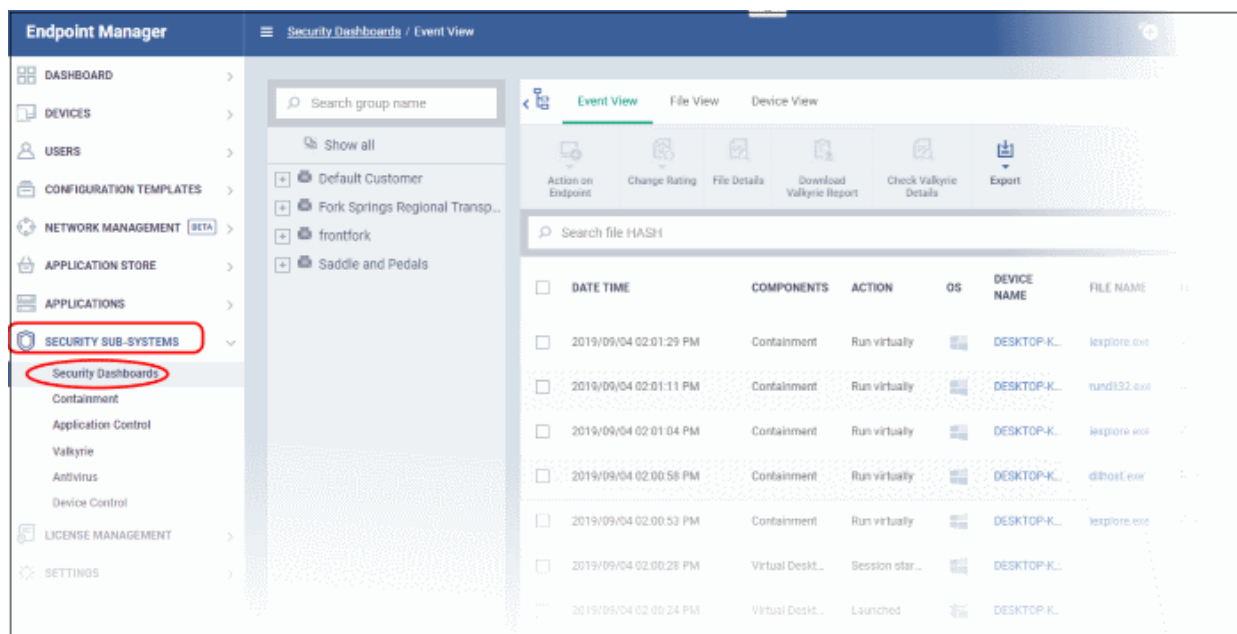 Endpoint Manager
Security Dashboards / Event View
DASHBOARD
DEVICES
USERS
CONFIGURATION TEMPLATES
NETWORK MANAGEMENT BETA
APPLICATION STORE
APPLICATIONS
SECURITY SUB-SYSTEMS
Security Dashboards
Containment
Application Control
Valkyrie
Antivirus
Device Control
LICENSE MANAGEMENT
SETTINGS
Search group name
Show all
Default Customer
Fork Springs Regional Transp...
frontfork
Saddle and Pedals
Event View File View Device View
Action on Endpoint
Change Rating
File Details
Download Valkyrie Report
Check Valkyrie Details
Export
Search file HASH
DATE TIME COMPONENTS ACTION OS DEVICE NAME FILE NAME
2019/09/04 02:01:29 PM Containment Run virtually DESKTOP-K... iexplore.exe
2019/09/04 02:01:11 PM Containment Run virtually DESKTOP-K... rundll32.exe
2019/09/04 02:01:04 PM Containment Run virtually DESKTOP-K... iexplore.exe
2019/09/04 02:00:58 PM Containment Run virtually DESKTOP-K... dllhost.exe
2019/09/04 02:00:53 PM Containment Run virtually DESKTOP-K... iexplore.exe
2019/09/04 02:00:28 PM Virtual Deskt... Session star... DESKTOP-K...
2019/09/04 02:00:24 PM Virtual Deskt... Launched DESKTOP-K...